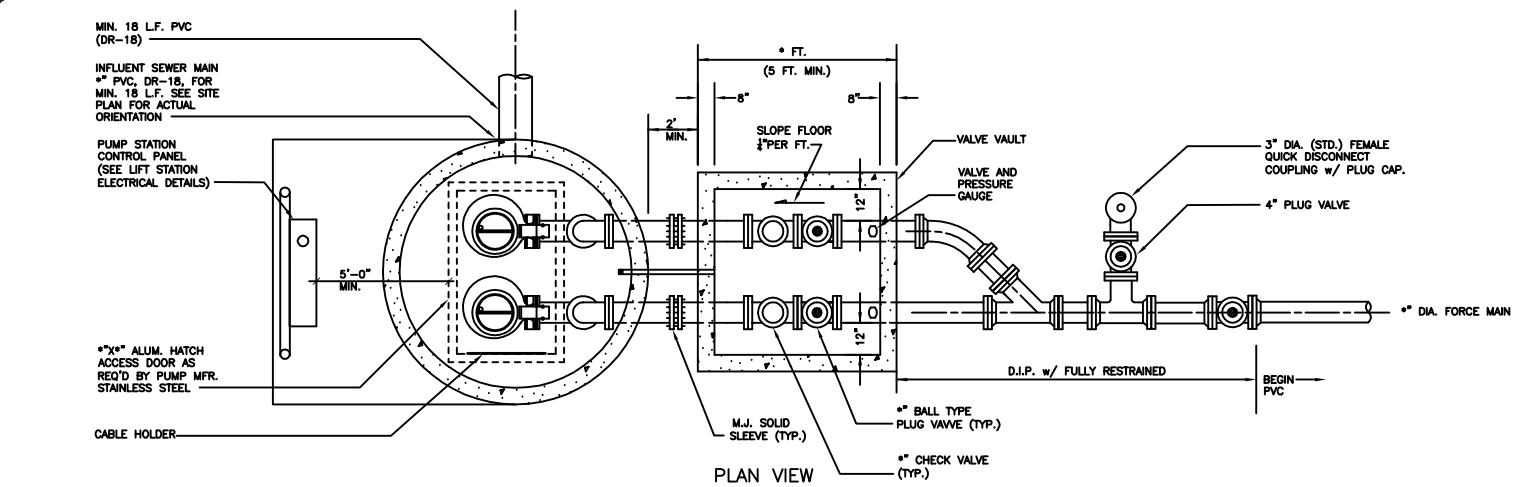 MIN. 18 L.F. PVC
(DR-18)
INFLUENT SEWER MAIN
*" PVC, DR-18, FOR
MIN. 18 L.F. SEE SITE
PLAN FOR ACTUAL
ORIENTATION
PUMP STATION
CONTROL PANEL
(SEE LIFT STATION
ELECTRICAL DETAILS)
5'-0"
MIN.
*"X*" ALUM. HATCH
ACCESS DOOR AS
REQ'D BY PUMP MFR.
STAINLESS STEEL
CABLE HOLDER
* FT.
(5 FT. MIN.)
8"
8"
2'
MIN.
SLOPE FLOOR
¼"PER FT.
VALVE VAULT
VALVE AND
PRESSURE
GAUGE
12"
12"
3" DIA. (STD.) FEMALE
QUICK DISCONNECT
COUPLING w/ PLUG CAP.
4" PLUG VALVE
*" DIA. FORCE MAIN
D.I.P. w/ FULLY RESTRAINED
BEGIN
PVC
M.J. SOLID
SLEEVE (TYP.)
*" BALL TYPE
PLUG VAVVE (TYP.)
*" CHECK VALVE
(TYP.)
PLAN VIEW